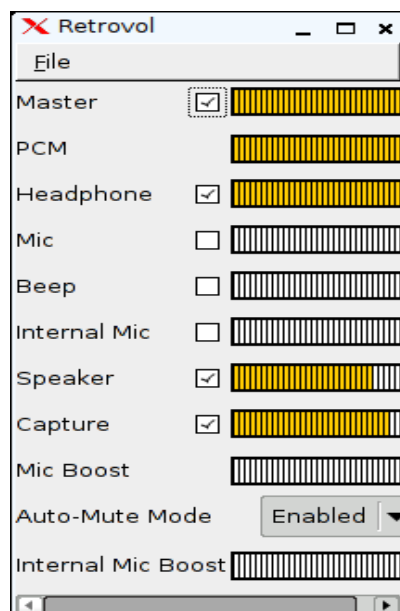 Retrovol
File
Master
PCM
Headphone
Mic
Beep
Internal Mic
Speaker
Capture
Mic Boost
Auto-Mute Mode Enabled
Internal Mic Boost